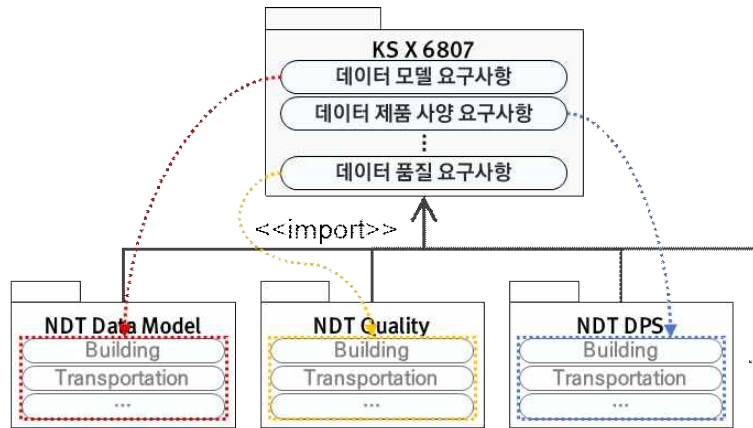 KS X 6807
데이터 모델 요구사항
데이터 제품 사양 요구사항
⋮
데이터 품질 요구사항
<<import>>
NDT Data Model
Building
Transportation
...
NDT Quality
Building
Transportation
...
NDT DPS
Building
Transportation
...